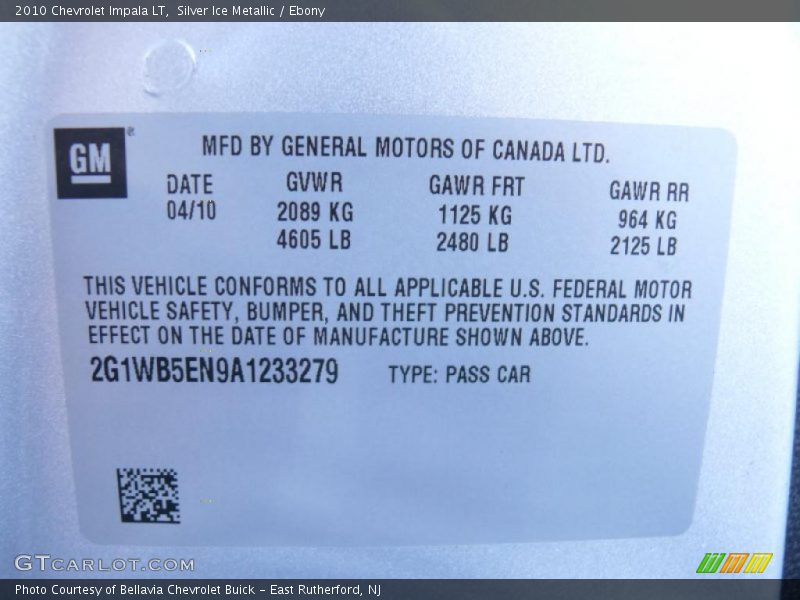 2010 Chevrolet Impala LT, Silver Ice Metallic / Ebony
GM®
MFD BY GENERAL MOTORS OF CANADA LTD.
DATE GVWR GAWR FRT GAWR RR
04/10 2089 KG 1125 KG 964 KG
4605 LB 2480 LB 2125 LB
THIS VEHICLE CONFORMS TO ALL APPLICABLE U.S. FEDERAL MOTOR
VEHICLE SAFETY, BUMPER, AND THEFT PREVENTION STANDARDS IN
EFFECT ON THE DATE OF MANUFACTURE SHOWN ABOVE.
2G1WB5EN9A1233279 TYPE: PASS CAR
GTCARLOT.COM
Photo Courtesy of Bellavia Chevrolet Buick – East Rutherford, NJ